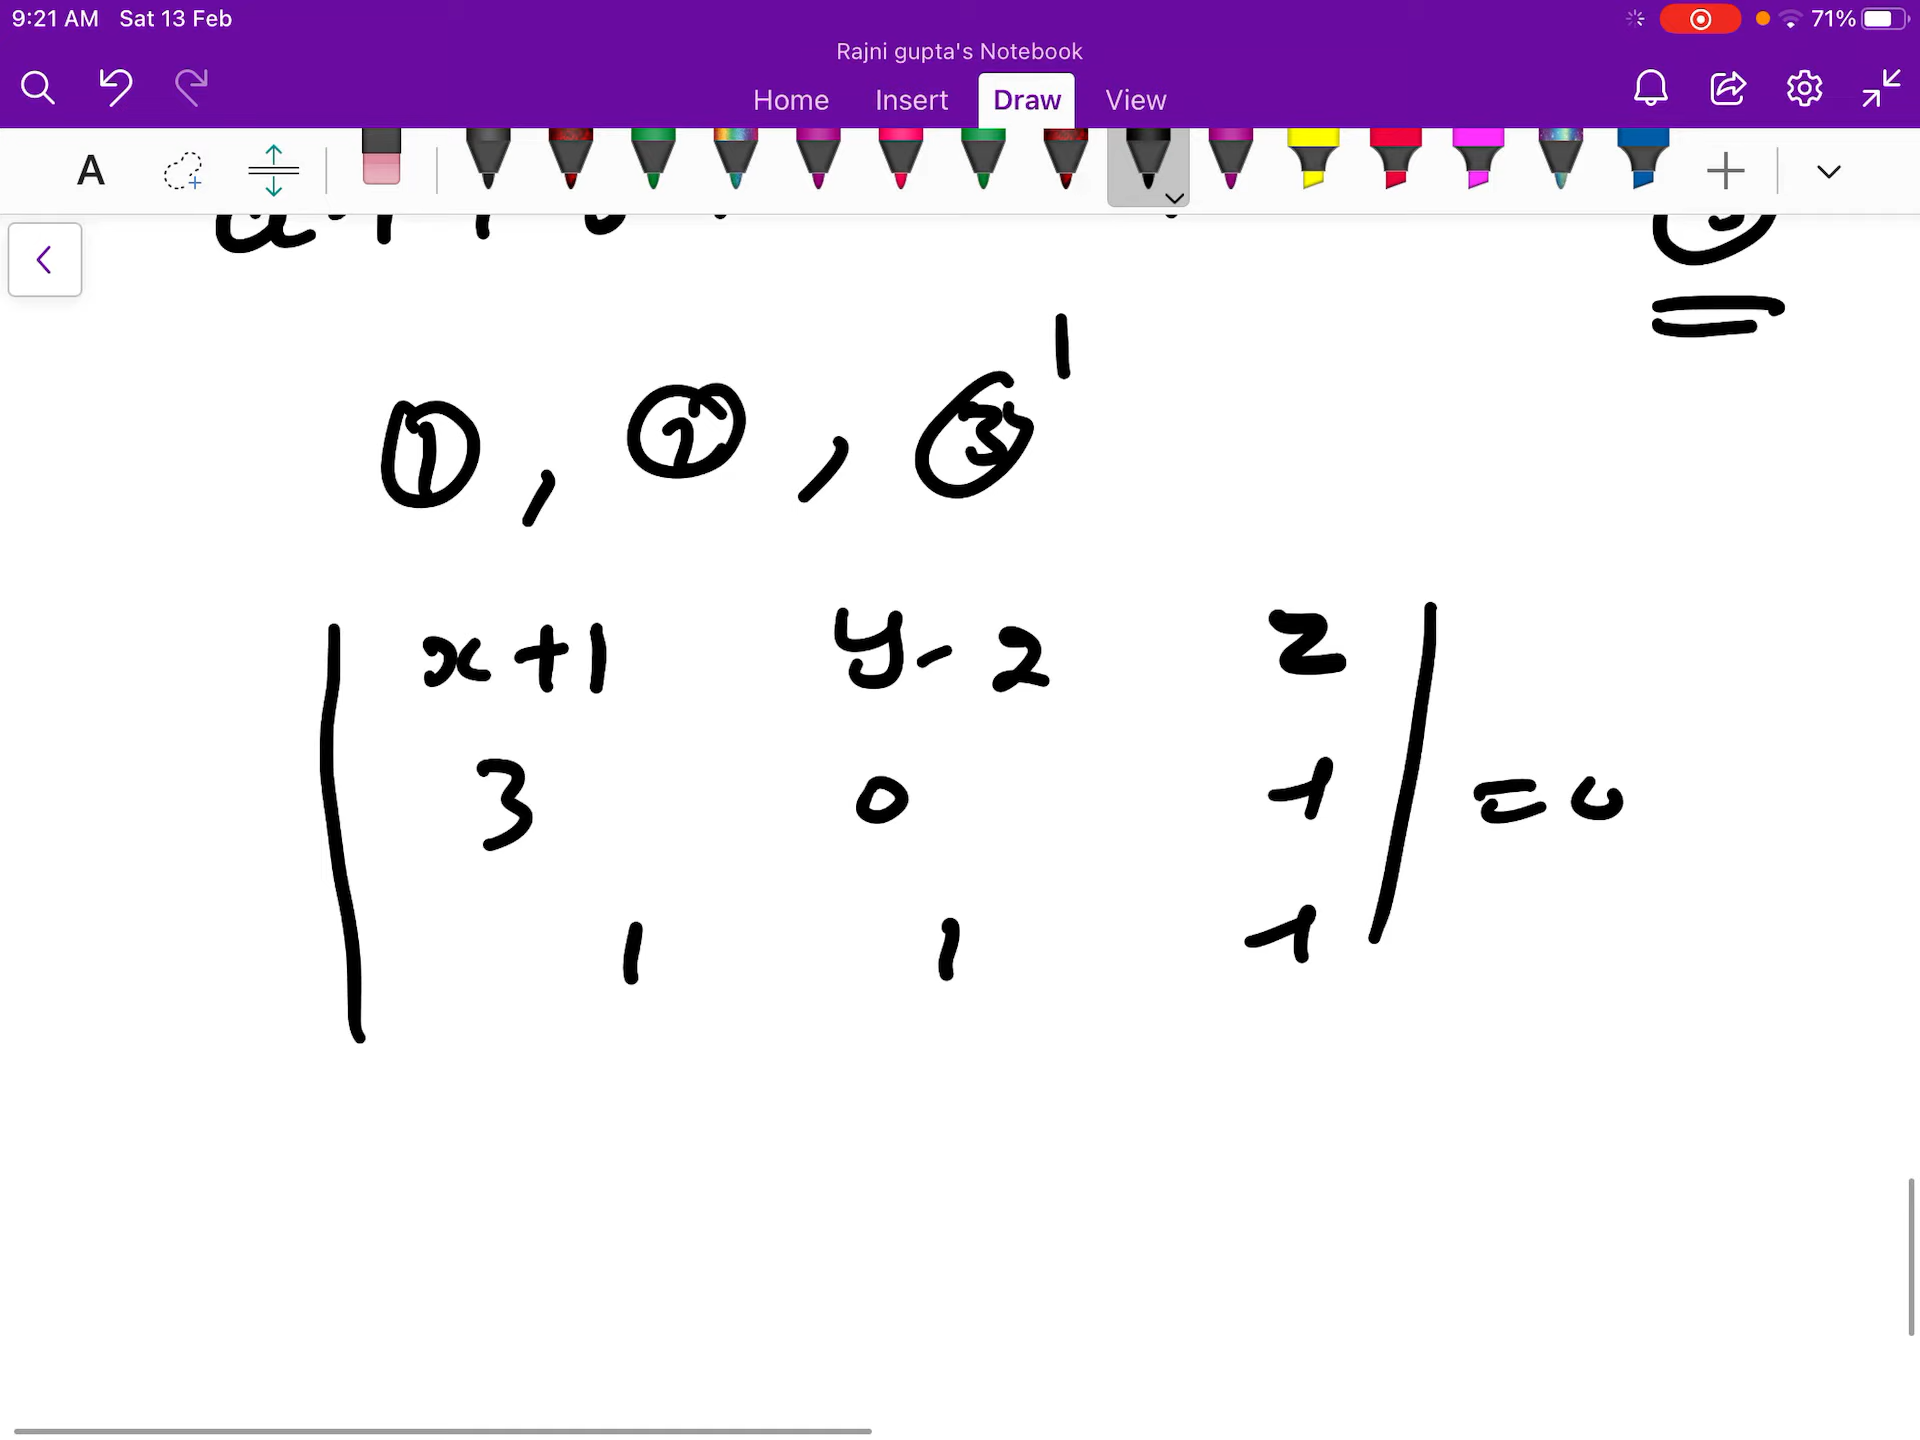 9:21 AM Sat 13 Feb 71%
Rajni gupta's Notebook
Home Insert Draw View
A
①, ②, ③'
| x+1 y-2 z |
| 3 0 -1 | =0
| 1 1 -1 |